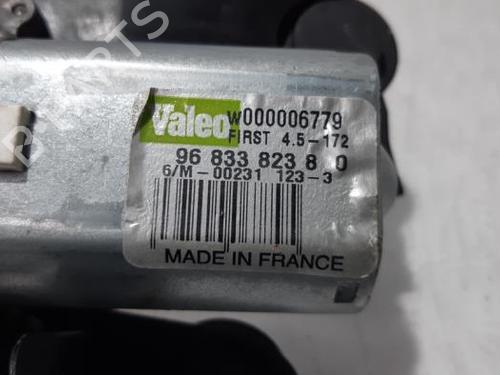 Valeo W000006779
FIRST 4.5-172
96 833 823 8 0
6/M-00231 123-3
MADE IN FRANCE